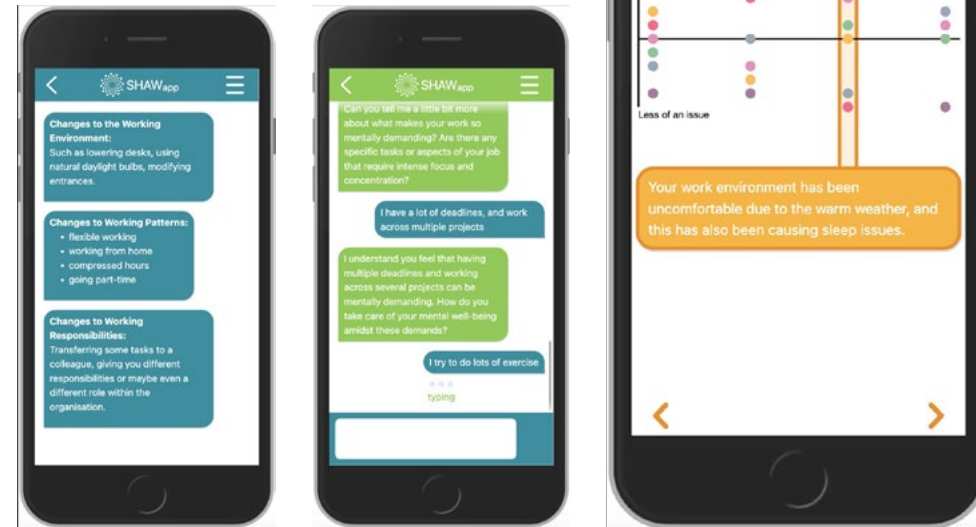 SHAWapp
Changes to the Working
Environment:
Such as lowering desks, using
natural daylight bulbs, modifying
entrances.
Changes to Working Patterns:
• flexible working
• working from home
• compressed hours
• going part-time
Changes to Working
Responsibilities:
Transferring some tasks to a
colleague, giving you different
responsibilities or maybe even a
different role within the
organisation.
SHAWapp
Can you tell me a little bit more
about what makes your work so
mentally demanding? Are there any
specific tasks or aspects of your job
that require intense focus and
concentration?
I have a lot of deadlines, and work
across multiple projects
I understand you feel that having
multiple deadlines and working
across several projects can be
mentally demanding. How do you
take care of your mental well-being
amidst these demands?
I try to do lots of exercise
typing
Less of an issue
Your work environment has been
uncomfortable due to the warm weather, and
this has also been causing sleep issues.